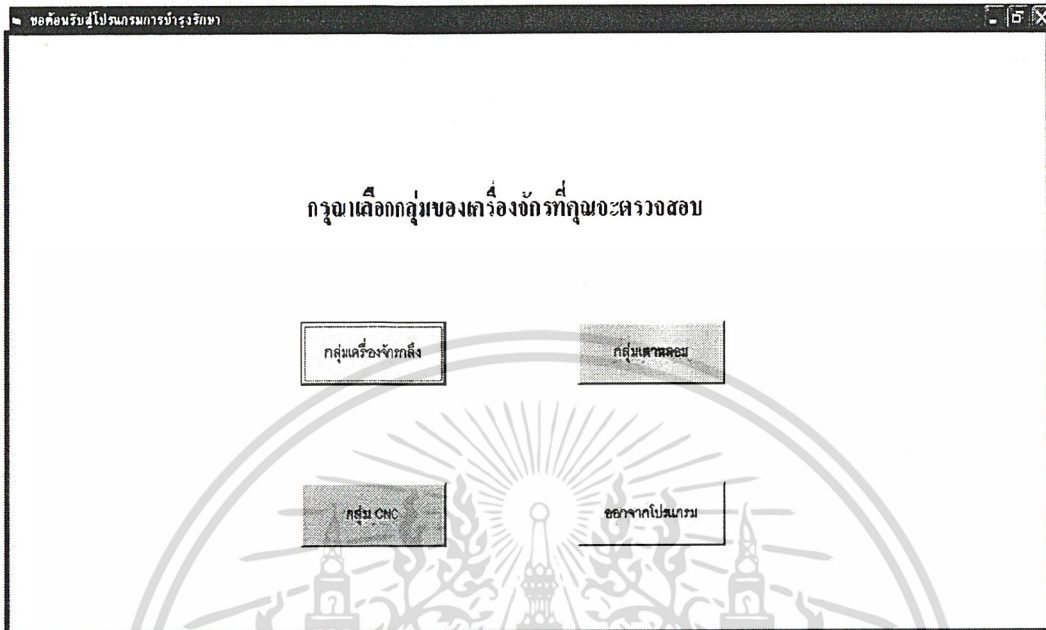 ขอต้อนรับสู่โปรแกรมการบำรุงรักษา
กรุณาเลือกกลุ่มของเครื่องจักรที่คุณจะตรวจสอบ
กลุ่มเครื่องจักรกลึง
กลุ่มเตาหลอม
กลุ่ม CNC
ออกจากโปรแกรม